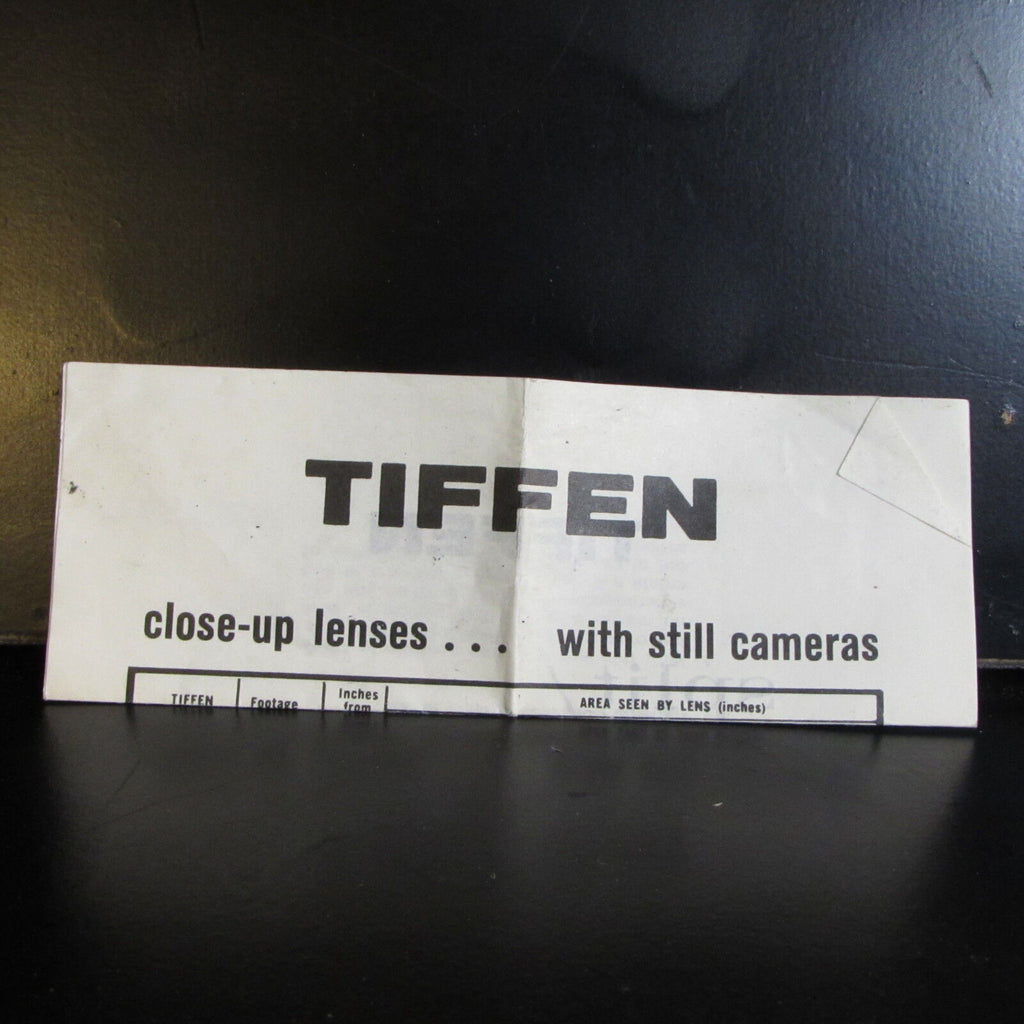 TIFFEN
close-up lenses . . . . with still cameras
TIFFEN Footage Inches from AREA SEEN BY LENS (inches)